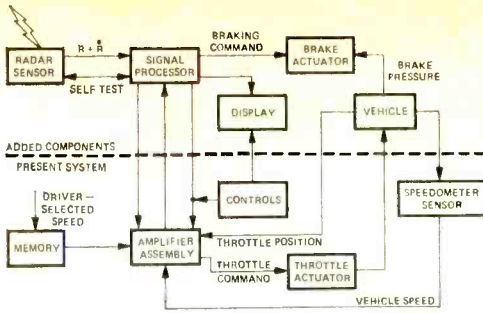 RADAR
SENSOR
R + Ṙ
SELF TEST
SIGNAL
PROCESSOR
BRAKING
COMMAND
BRAKE
ACTUATOR
BRAKE
PRESSURE
DISPLAY
VEHICLE
ADDED COMPONENTS
PRESENT SYSTEM
DRIVER —
SELECTED
SPEED
CONTROLS
SPEEDOMETER
SENSOR
MEMORY
AMPLIFIER
ASSEMBLY
THROTTLE POSITION
THROTTLE
COMMAND
THROTTLE
ACTUATOR
VEHICLE SPEED